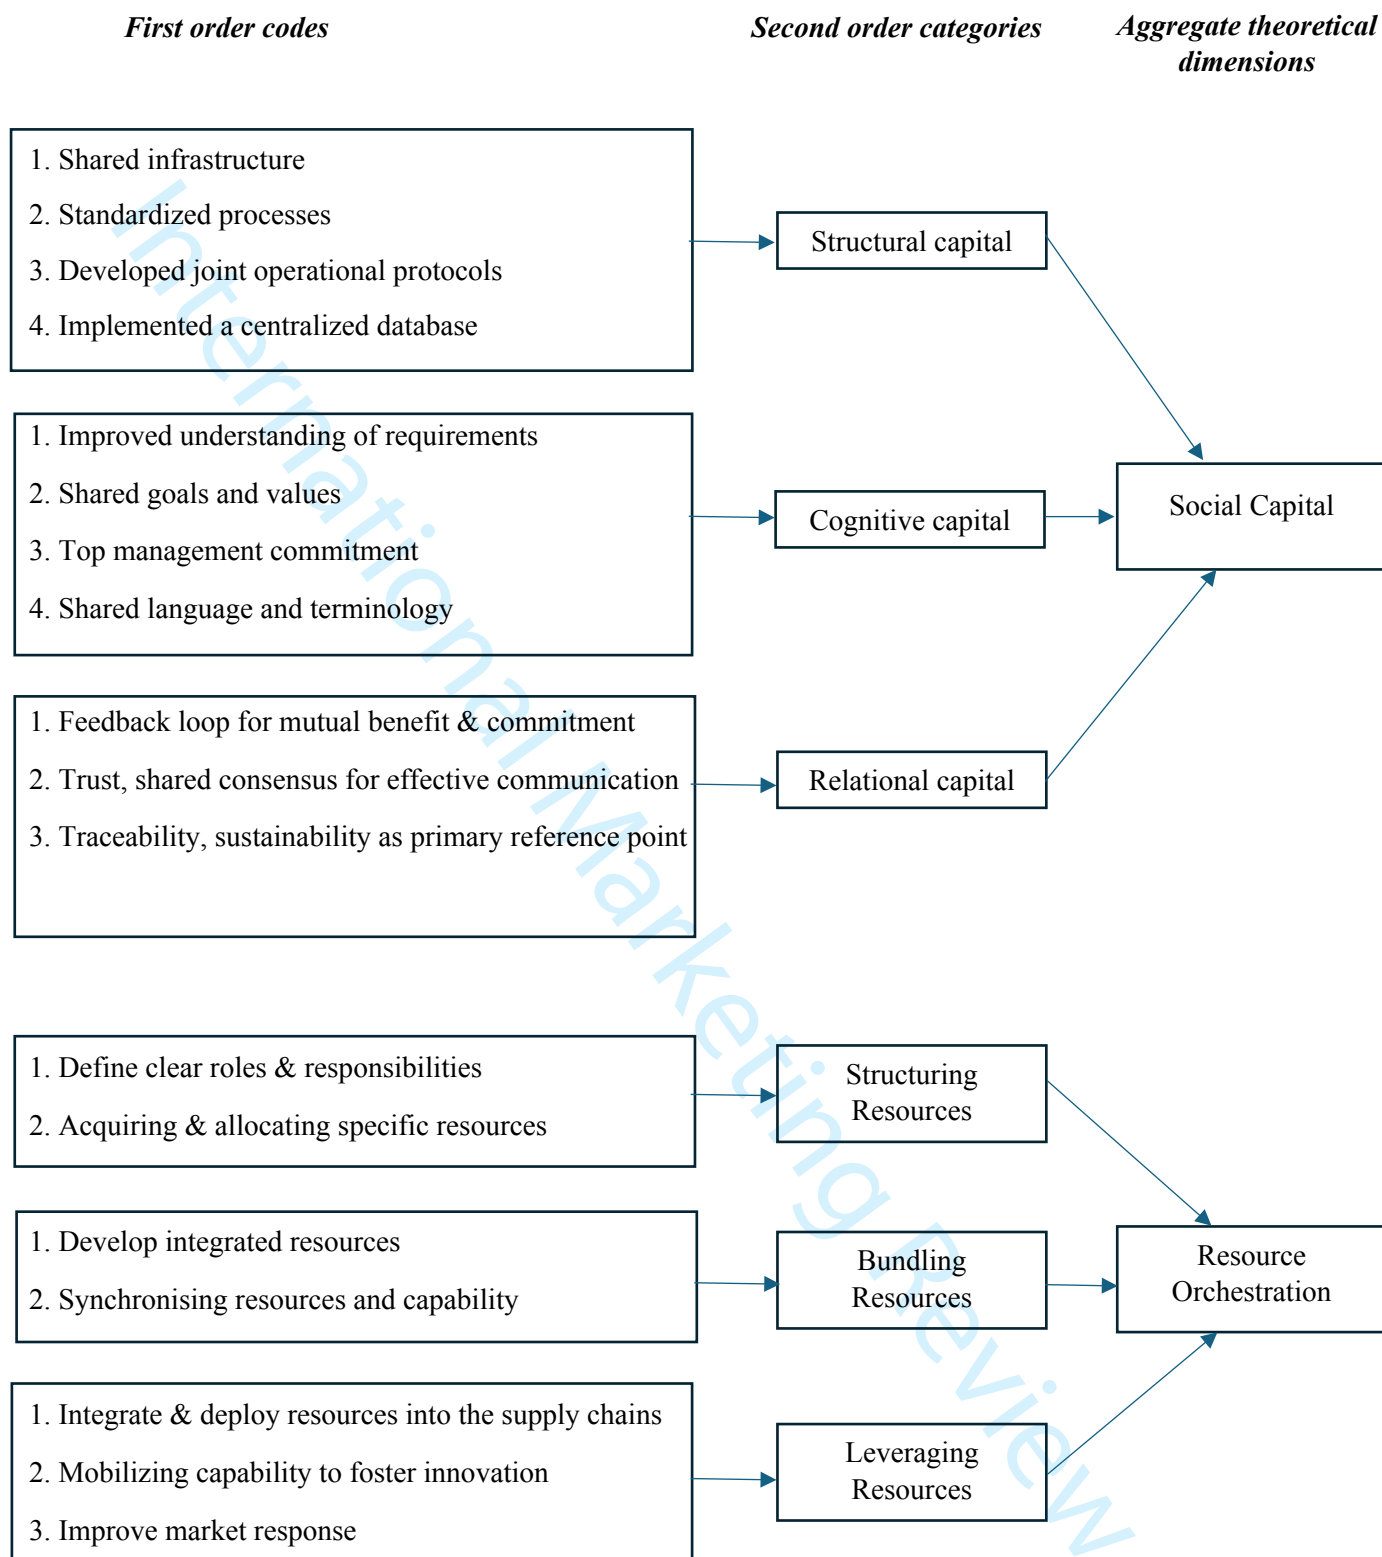 First order codes
Second order categories
Aggregate theoretical
dimensions
1. Shared infrastructure
2. Standardized processes
3. Developed joint operational protocols
4. Implemented a centralized database
Structural capital
1. Improved understanding of requirements
2. Shared goals and values
3. Top management commitment
4. Shared language and terminology
Cognitive capital
Social Capital
1. Feedback loop for mutual benefit & commitment
2. Trust, shared consensus for effective communication
3. Traceability, sustainability as primary reference point
Relational capital
1. Define clear roles & responsibilities
2. Acquiring & allocating specific resources
Structuring
Resources
1. Develop integrated resources
2. Synchronising resources and capability
Bundling
Resources
Resource
Orchestration
1. Integrate & deploy resources into the supply chains
2. Mobilizing capability to foster innovation
3. Improve market response
Leveraging
Resources
International Marketing Review